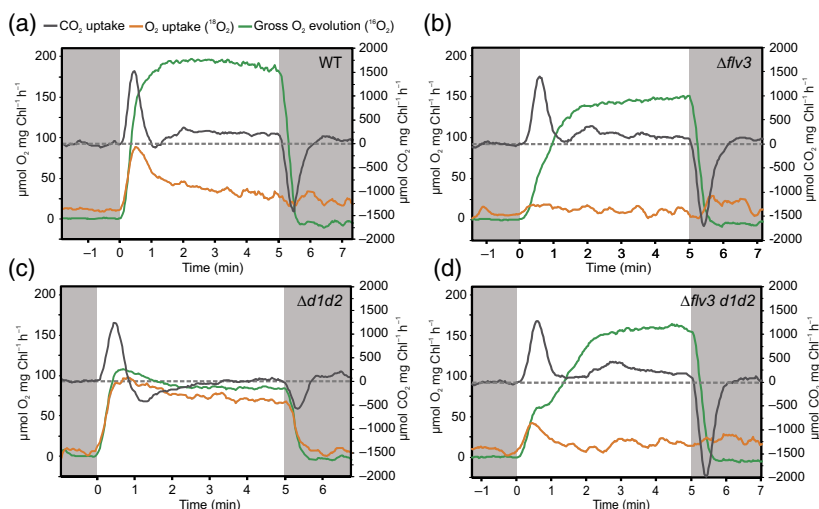 CO₂ uptake O₂ uptake (¹⁸O₂) Gross O₂ evolution (¹⁶O₂)
(a) WT
200
150
100
50
0
µmol O₂ mg Chl⁻¹ h⁻¹
2000
1500
1000
500
0
−500
−1000
−1500
−2000
µmol CO₂ mg Chl⁻¹ h⁻¹
−1 0 1 2 3 4 5 6 7
Time (min)
(b) Δflv3
200
150
100
50
0
µmol O₂ mg Chl⁻¹ h⁻¹
2000
1500
1000
500
0
−500
−1000
−1500
−2000
µmol CO₂ mg Chl⁻¹ h⁻¹
−1 0 1 2 3 4 5 6 7
Time (min)
(c) Δd1d2
200
150
100
50
0
µmol O₂ mg Chl⁻¹ h⁻¹
2000
1500
1000
500
0
−500
−1000
−1500
−2000
µmol CO₂ mg Chl⁻¹ h⁻¹
−1 0 1 2 3 4 5 6
Time (min)
(d) Δflv3 d1d2
200
150
100
50
0
µmol O₂ mg Chl⁻¹ h⁻¹
2000
1500
1000
500
0
−500
−1000
−1500
−2000
µmol CO₂ mg Chl⁻¹ h⁻¹
−1 0 1 2 3 4 5 6 7
Time (min)